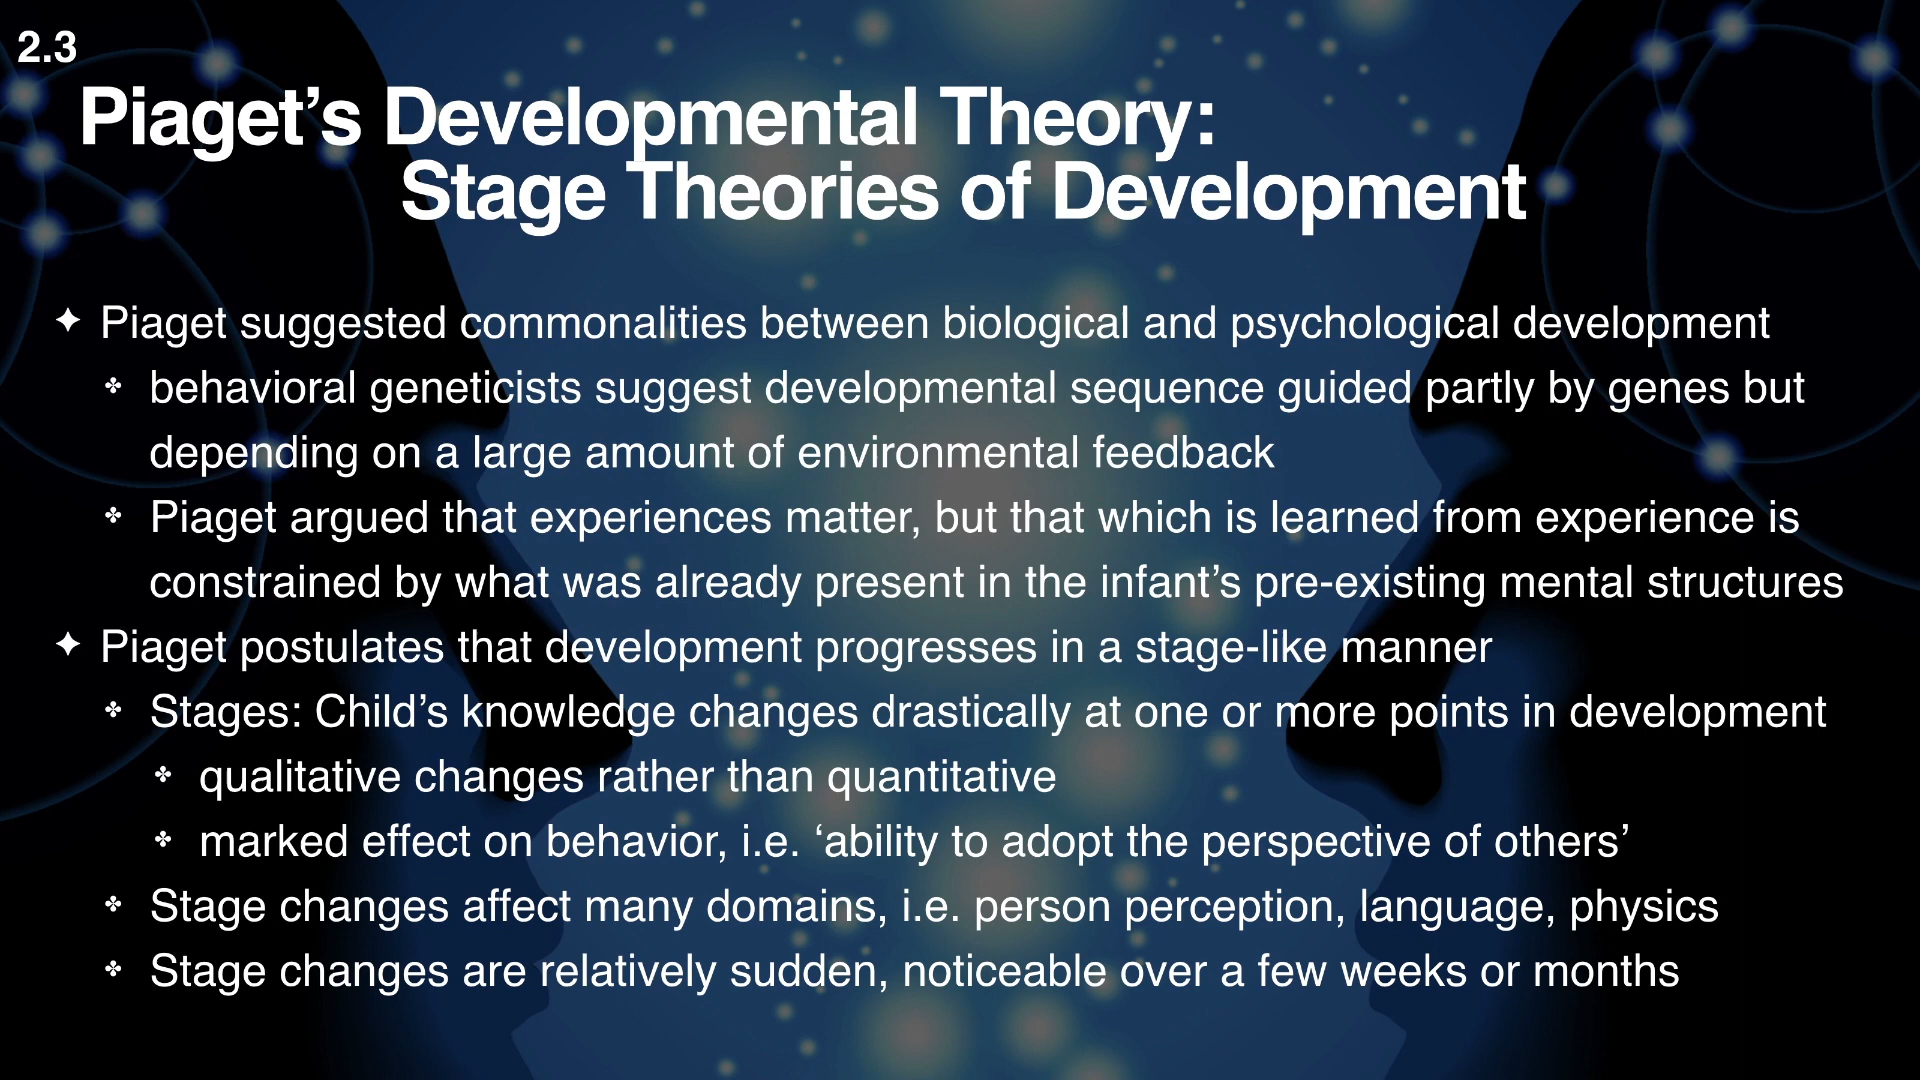 2.3
Piaget’s Developmental Theory:
Stage Theories of Development
✦ Piaget suggested commonalities between biological and psychological development
✤ behavioral geneticists suggest developmental sequence guided partly by genes but
depending on a large amount of environmental feedback
✤ Piaget argued that experiences matter, but that which is learned from experience is
constrained by what was already present in the infant’s pre-existing mental structures
✦ Piaget postulates that development progresses in a stage-like manner
✤ Stages: Child’s knowledge changes drastically at one or more points in development
✤ qualitative changes rather than quantitative
✤ marked effect on behavior, i.e. ‘ability to adopt the perspective of others’
✤ Stage changes affect many domains, i.e. person perception, language, physics
✤ Stage changes are relatively sudden, noticeable over a few weeks or months